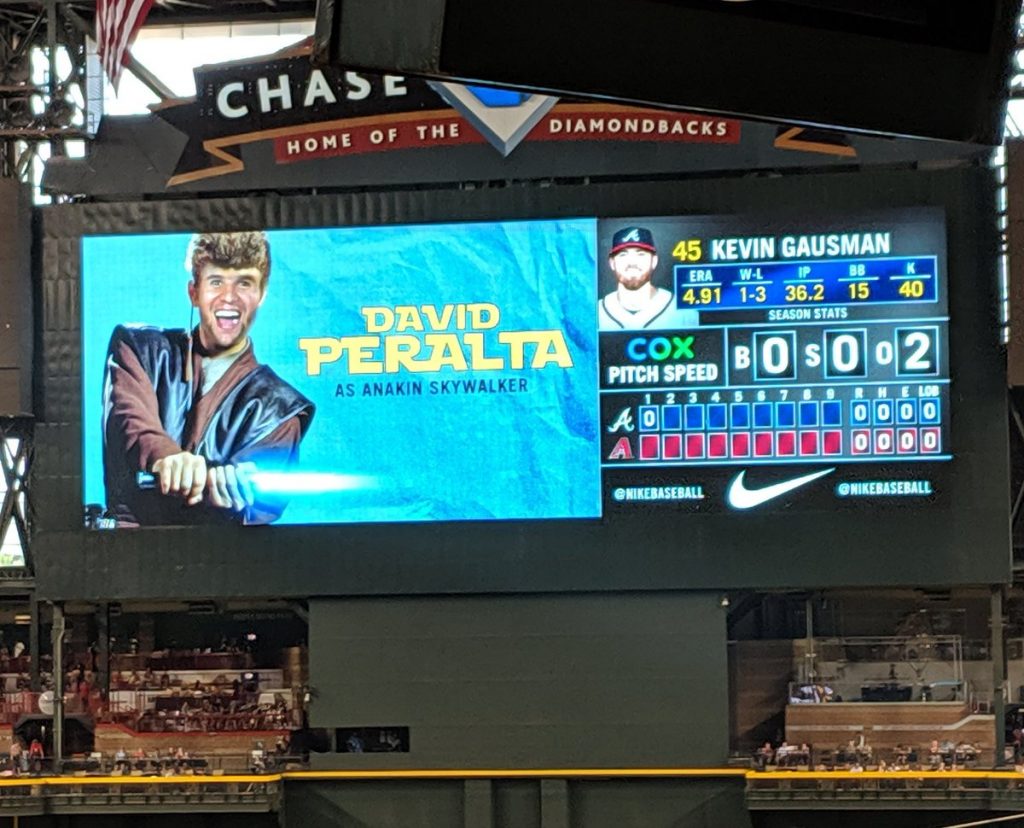 CHASE
HOME OF THE DIAMONDBACKS
DAVID
PERALTA
AS ANAKIN SKYWALKER
45 KEVIN GAUSMAN
ERA W-L IP BB K
4.91 1-3 36.2 15 40
SEASON STATS
COX
PITCH SPEED
B 0 S 0 O 2
1 2 3 4 5 6 7 8 9 R H E LOB
A 0 0 0 0 0
A 0 0 0 0
@NIKEBASEBALL @NIKEBASEBALL